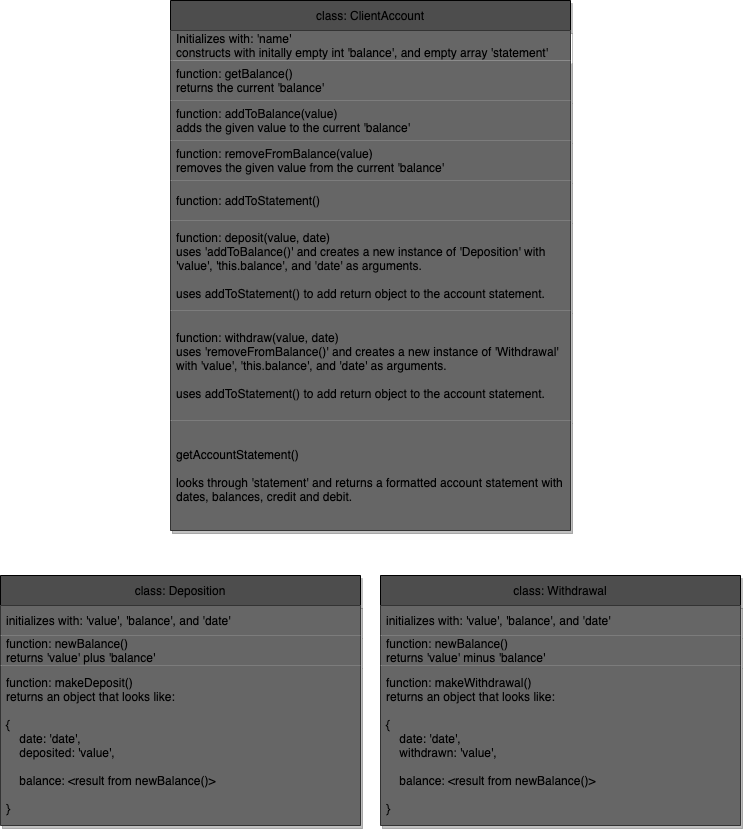 class: ClientAccount
Initializes with: 'name'
constructs with initally empty int 'balance', and empty array 'statement'
function: getBalance()
returns the current 'balance'
function: addToBalance(value)
adds the given value to the current 'balance'
function: removeFromBalance(value)
removes the given value from the current 'balance'
function: addToStatement()
function: deposit(value, date)
uses 'addToBalance()' and creates a new instance of 'Deposition' with
'value', 'this.balance', and 'date' as arguments.
uses addToStatement() to add return object to the account statement.
function: withdraw(value, date)
uses 'removeFromBalance()' and creates a new instance of 'Withdrawal'
with 'value', 'this.balance', and 'date' as arguments.
uses addToStatement() to add return object to the account statement.
getAccountStatement()
looks through 'statement' and returns a formatted account statement with
dates, balances, credit and debit.
class: Deposition
initializes with: 'value', 'balance', and 'date'
function: newBalance()
returns 'value' plus 'balance'
function: makeDeposit()
returns an object that looks like:
{
date: 'date',
deposited: 'value',
balance: <result from newBalance()>
}
class: Withdrawal
initializes with: 'value', 'balance', and 'date'
function: newBalance()
returns 'value' minus 'balance'
function: makeWithdrawal()
returns an object that looks like:
{
date: 'date',
withdrawn: 'value',
balance: <result from newBalance()>
}